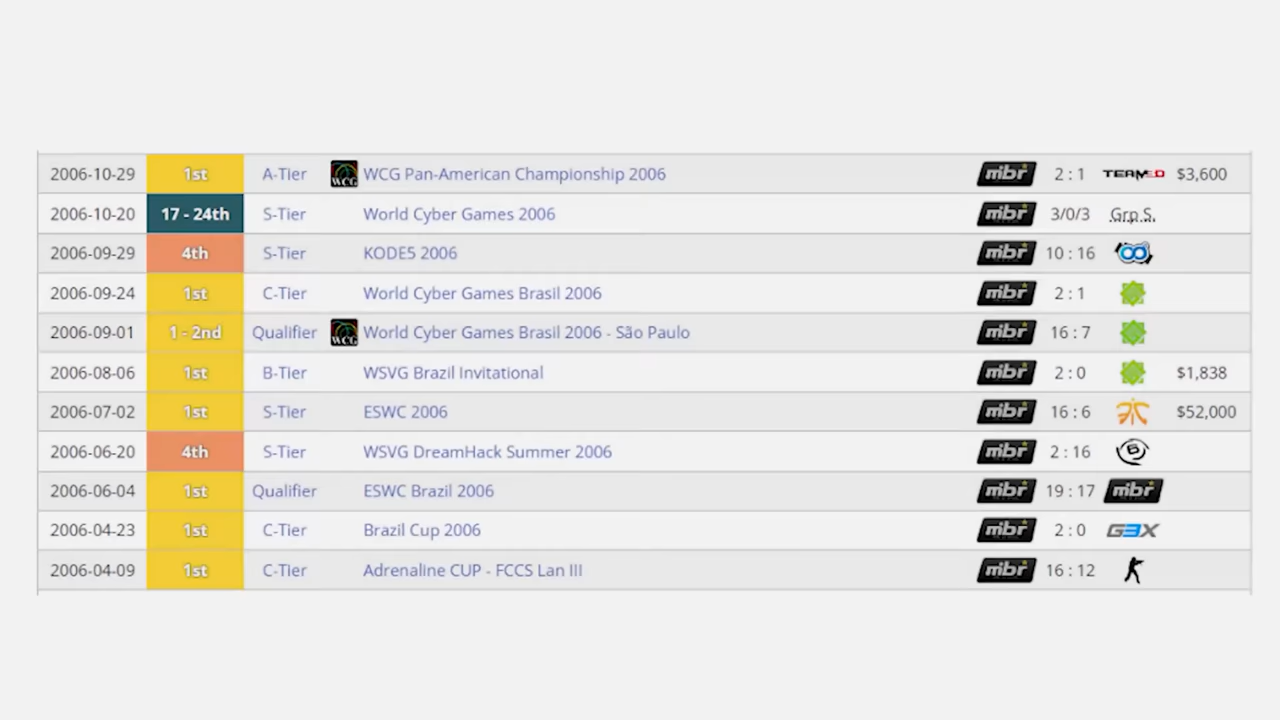 2006-10-29 1st A-Tier WCG WCG Pan-American Championship 2006 mibr 2 : 1 TEAM3D $3,600
2006-10-20 17 - 24th S-Tier World Cyber Games 2006 mibr 3/0/3 Grp S.
2006-09-29 4th S-Tier KODE5 2006 mibr 10 : 16
2006-09-24 1st C-Tier World Cyber Games Brasil 2006 mibr 2 : 1
2006-09-01 1 - 2nd Qualifier WCG World Cyber Games Brasil 2006 - São Paulo mibr 16 : 7
2006-08-06 1st B-Tier WSVG Brazil Invitational mibr 2 : 0 $1,838
2006-07-02 1st S-Tier ESWC 2006 mibr 16 : 6 $52,000
2006-06-20 4th S-Tier WSVG DreamHack Summer 2006 mibr 2 : 16
2006-06-04 1st Qualifier ESWC Brazil 2006 mibr 19 : 17 mibr
2006-04-23 1st C-Tier Brazil Cup 2006 mibr 2 : 0 G3X
2006-04-09 1st C-Tier Adrenaline CUP - FCCS Lan III mibr 16 : 12